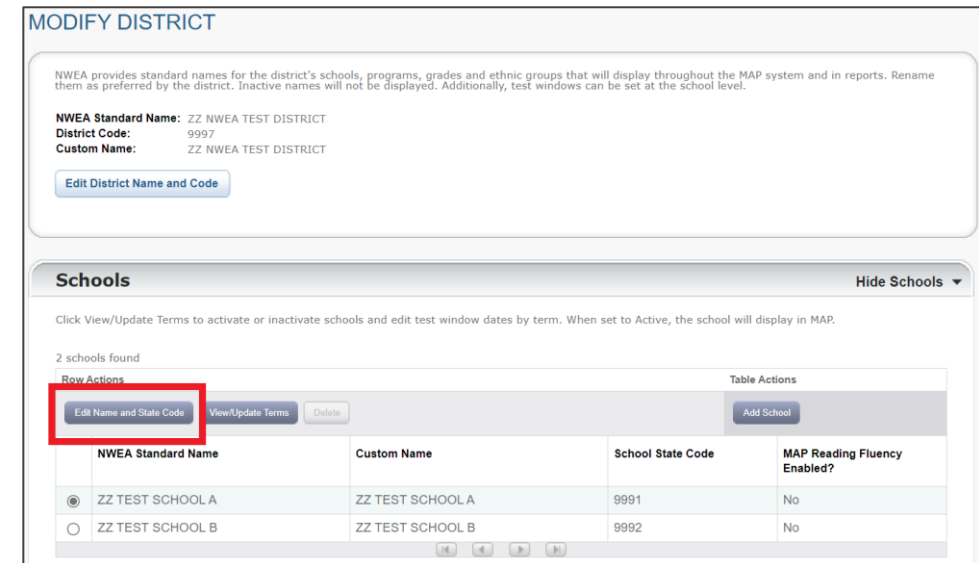 MODIFY DISTRICT
NWEA provides standard names for the district's schools, programs, grades and ethnic groups that will display throughout the MAP system and in reports. Rename
them as preferred by the district. Inactive names will not be displayed. Additionally, test windows can be set at the school level.
NWEA Standard Name: ZZ NWEA TEST DISTRICT
District Code: 9997
Custom Name: ZZ NWEA TEST DISTRICT
Edit District Name and Code
Schools Hide Schools
Click View/Update Terms to activate or inactivate schools and edit test window dates by term. When set to Active, the school will display in MAP.
2 schools found
Row Actions Table Actions
Edit Name and State Code View/Update Terms Delete Add School
NWEA Standard Name Custom Name School State Code MAP Reading Fluency
Enabled?
ZZ TEST SCHOOL A ZZ TEST SCHOOL A 9991 No
ZZ TEST SCHOOL B ZZ TEST SCHOOL B 9992 No